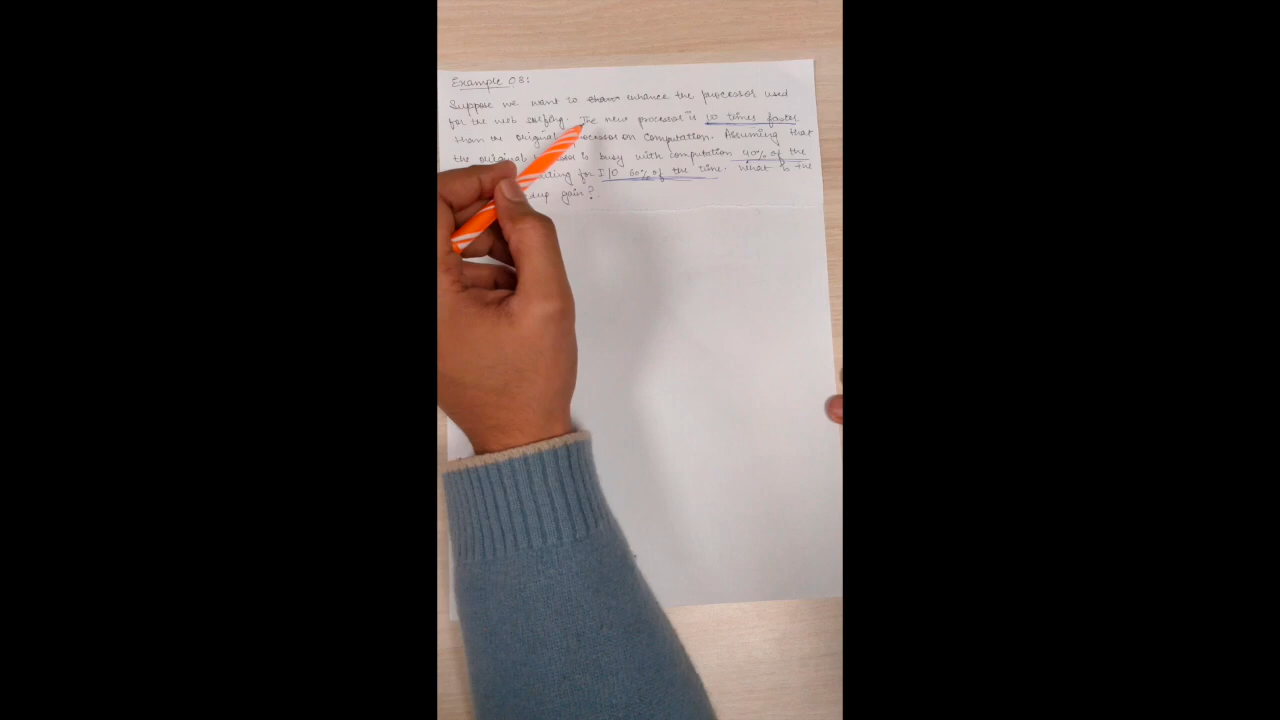 Example 08:
Suppose we want to enhance the processor used
for the web surfing. The new processor is 10 times faster
than the original processor on Computation. Assuming that
the original is busy with computation 40% of the
for I/O 60% of the time. What is the
gain?